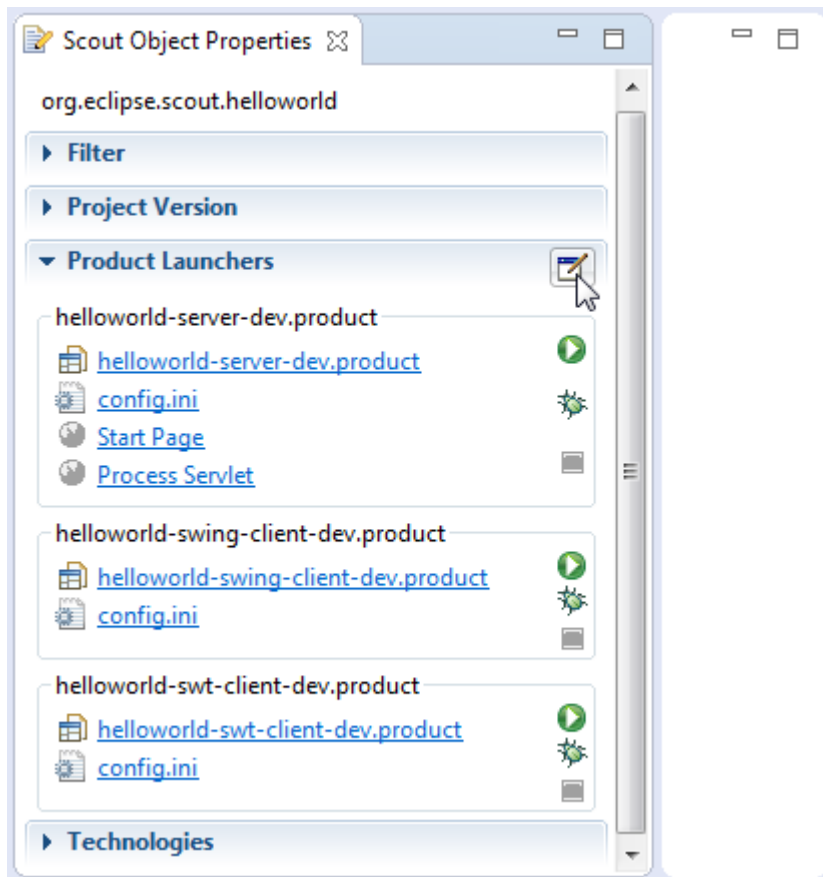 Scout Object Properties
org.eclipse.scout.helloworld
Filter
Project Version
Product Launchers
helloworld-server-dev.product
helloworld-server-dev.product
config.ini
Start Page
Process Servlet
helloworld-swing-client-dev.product
helloworld-swing-client-dev.product
config.ini
helloworld-swt-client-dev.product
helloworld-swt-client-dev.product
config.ini
Technologies